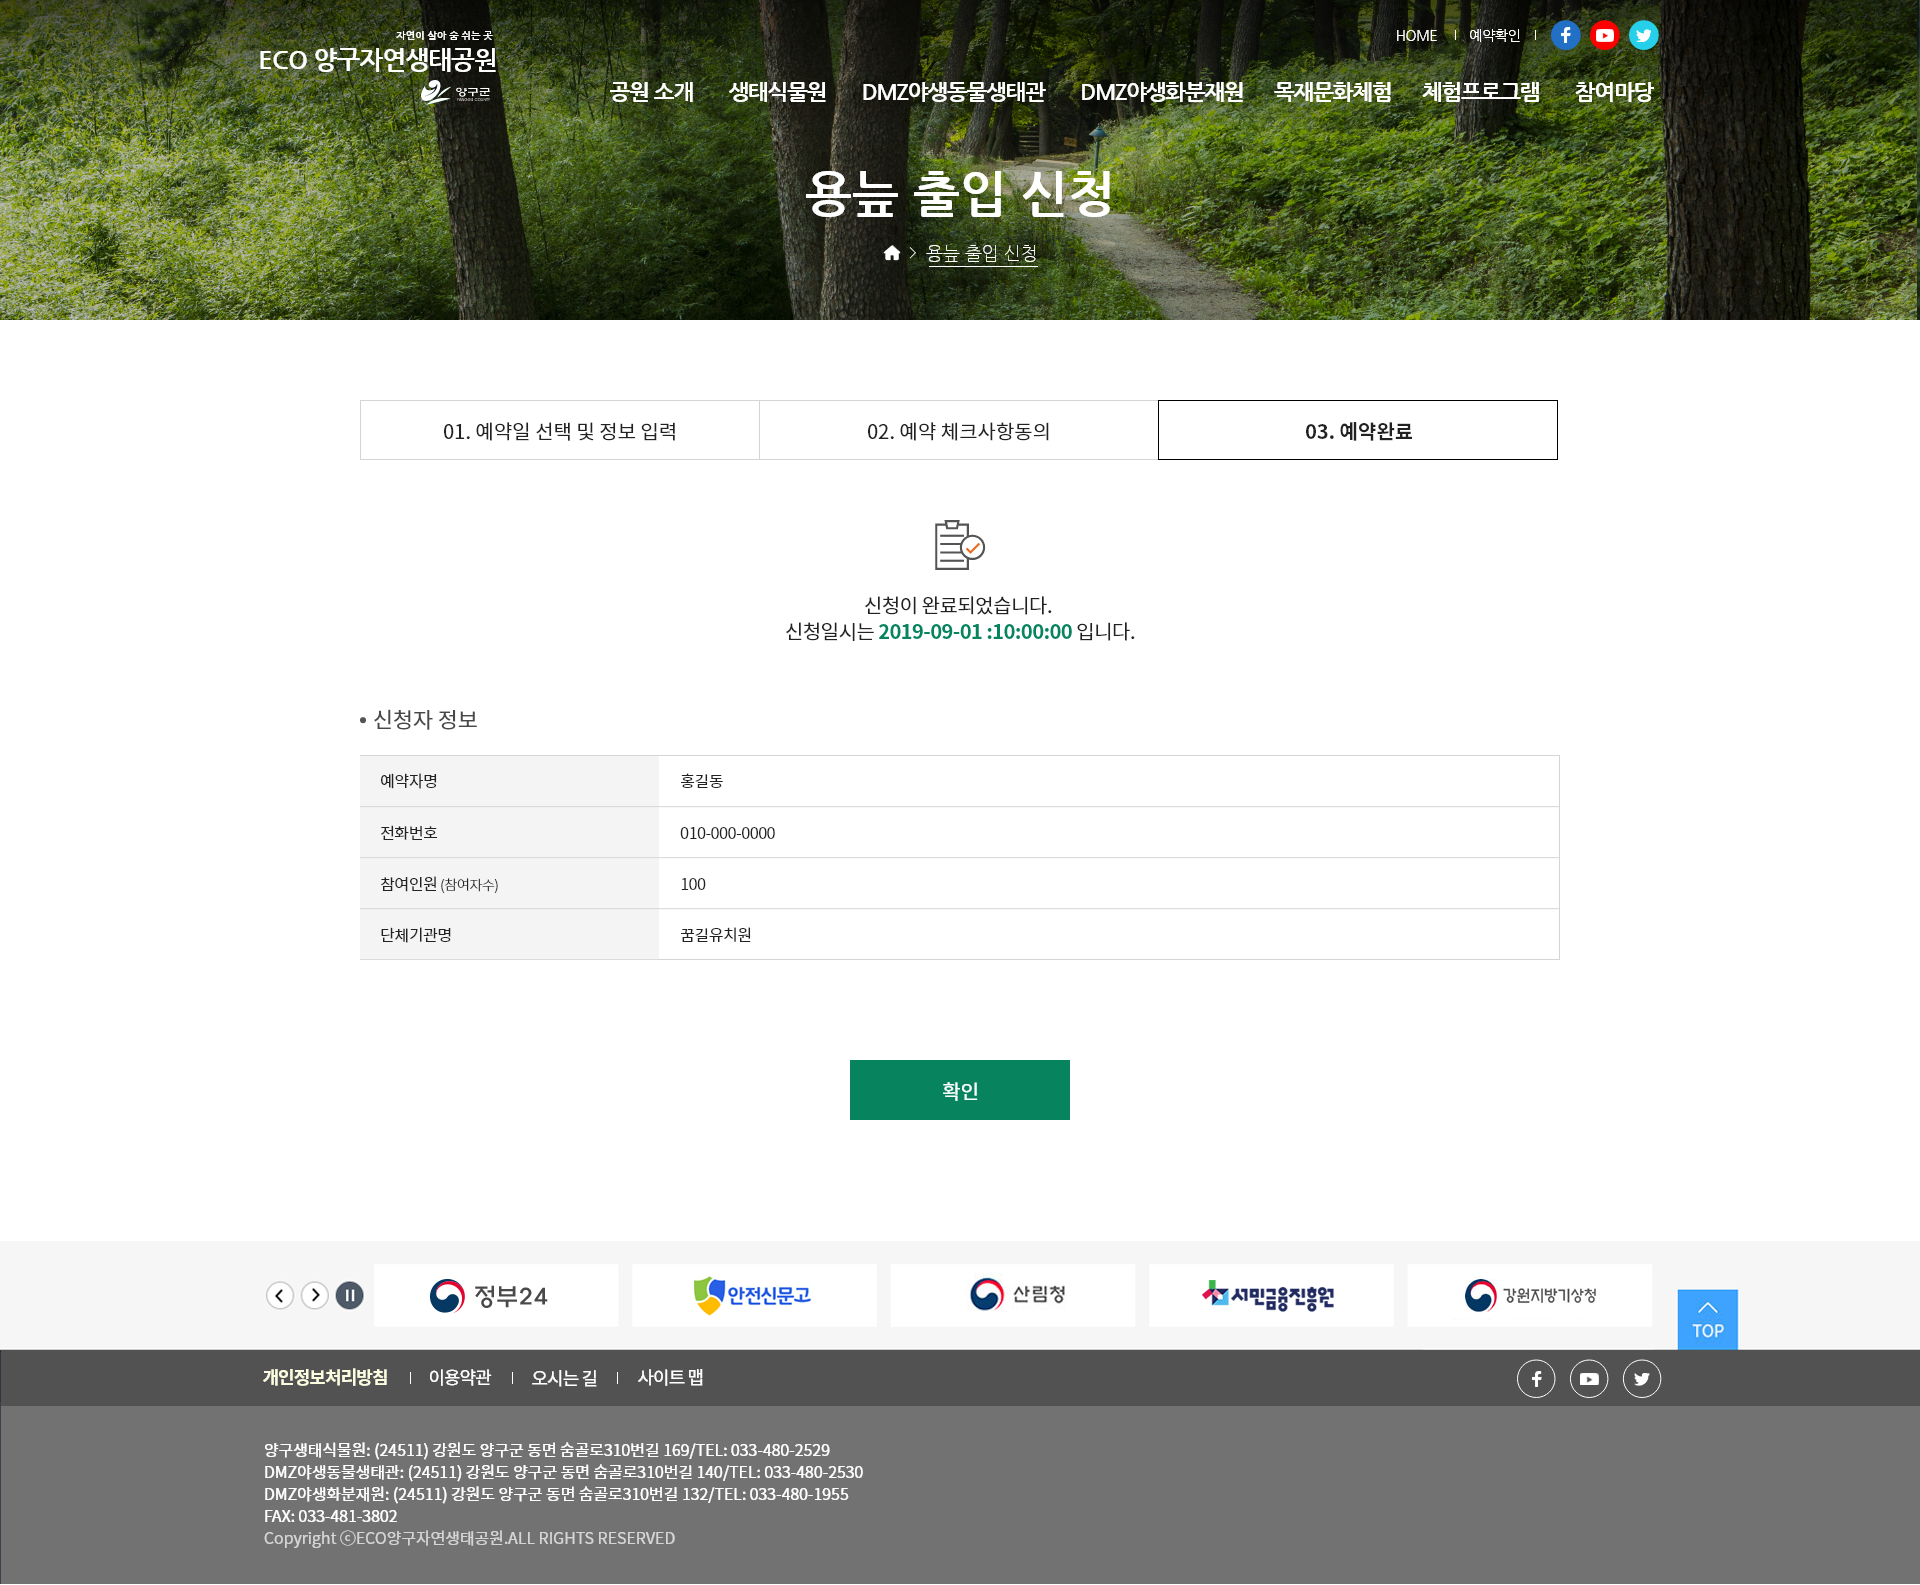 자연이 살아 숨 쉬는 곳
ECO 양구자연생태공원
양구군
HOME
예약확인
공원 소개
생태식물원
DMZ야생동물생태관
DMZ야생화분재원
목재문화체험
체험프로그램
참여마당
용늪 출입 신청
용늪 출입 신청
01. 예약일 선택 및 정보 입력
02. 예약 체크사항동의
03. 예약완료
신청이 완료되었습니다.
신청일시는 2019-09-01 :10:00:00 입니다.
• 신청자 정보
예약자명
홍길동
전화번호
010-000-0000
참여인원 (참여자수)
100
단체기관명
꿈길유치원
확인
정부24
안전신문고
산림청
서민금융진흥원
강원지방기상청
TOP
개인정보처리방침
이용약관
오시는 길
사이트 맵
양구생태식물원: (24511) 강원도 양구군 동면 숨골로310번길 169/TEL: 033-480-2529
DMZ야생동물생태관: (24511) 강원도 양구군 동면 숨골로310번길 140/TEL: 033-480-2530
DMZ야생화분재원: (24511) 강원도 양구군 동면 숨골로310번길 132/TEL: 033-480-1955
FAX: 033-481-3802
Copyright ⓒECO양구자연생태공원.ALL RIGHTS RESERVED